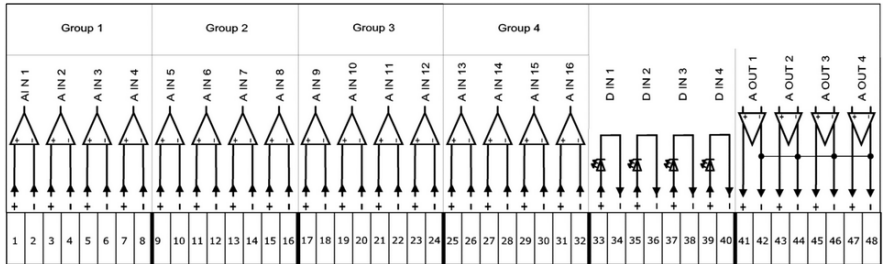 Group 1 Group 2 Group 3 Group 4
AI N 1 A IN 2 A IN 3 A IN 4 A IN 5 A IN 6 A IN 7 A IN 8 A IN 9 A IN 10 A IN 11 A IN 12 A IN 13 A IN 14 A IN 15 A IN 16 D IN 1 D IN 2 D IN 3 D IN 4 A OUT 1 A OUT 2 A OUT 3 A OUT 4
+ - + - + - + - + - + - + - + - + - + - + - + - + - + - + - + - + - + - + - + -
+ - + - + - + - + - + - + - + - + - + - + - + - + - + - + - + - + - + - + - + - + - + - + - + -
1 2 3 4 5 6 7 8 9 10 11 12 13 14 15 16 17 18 19 20 21 22 23 24 25 26 27 28 29 30 31 32 33 34 35 36 37 38 39 40 41 42 43 44 45 46 47 48